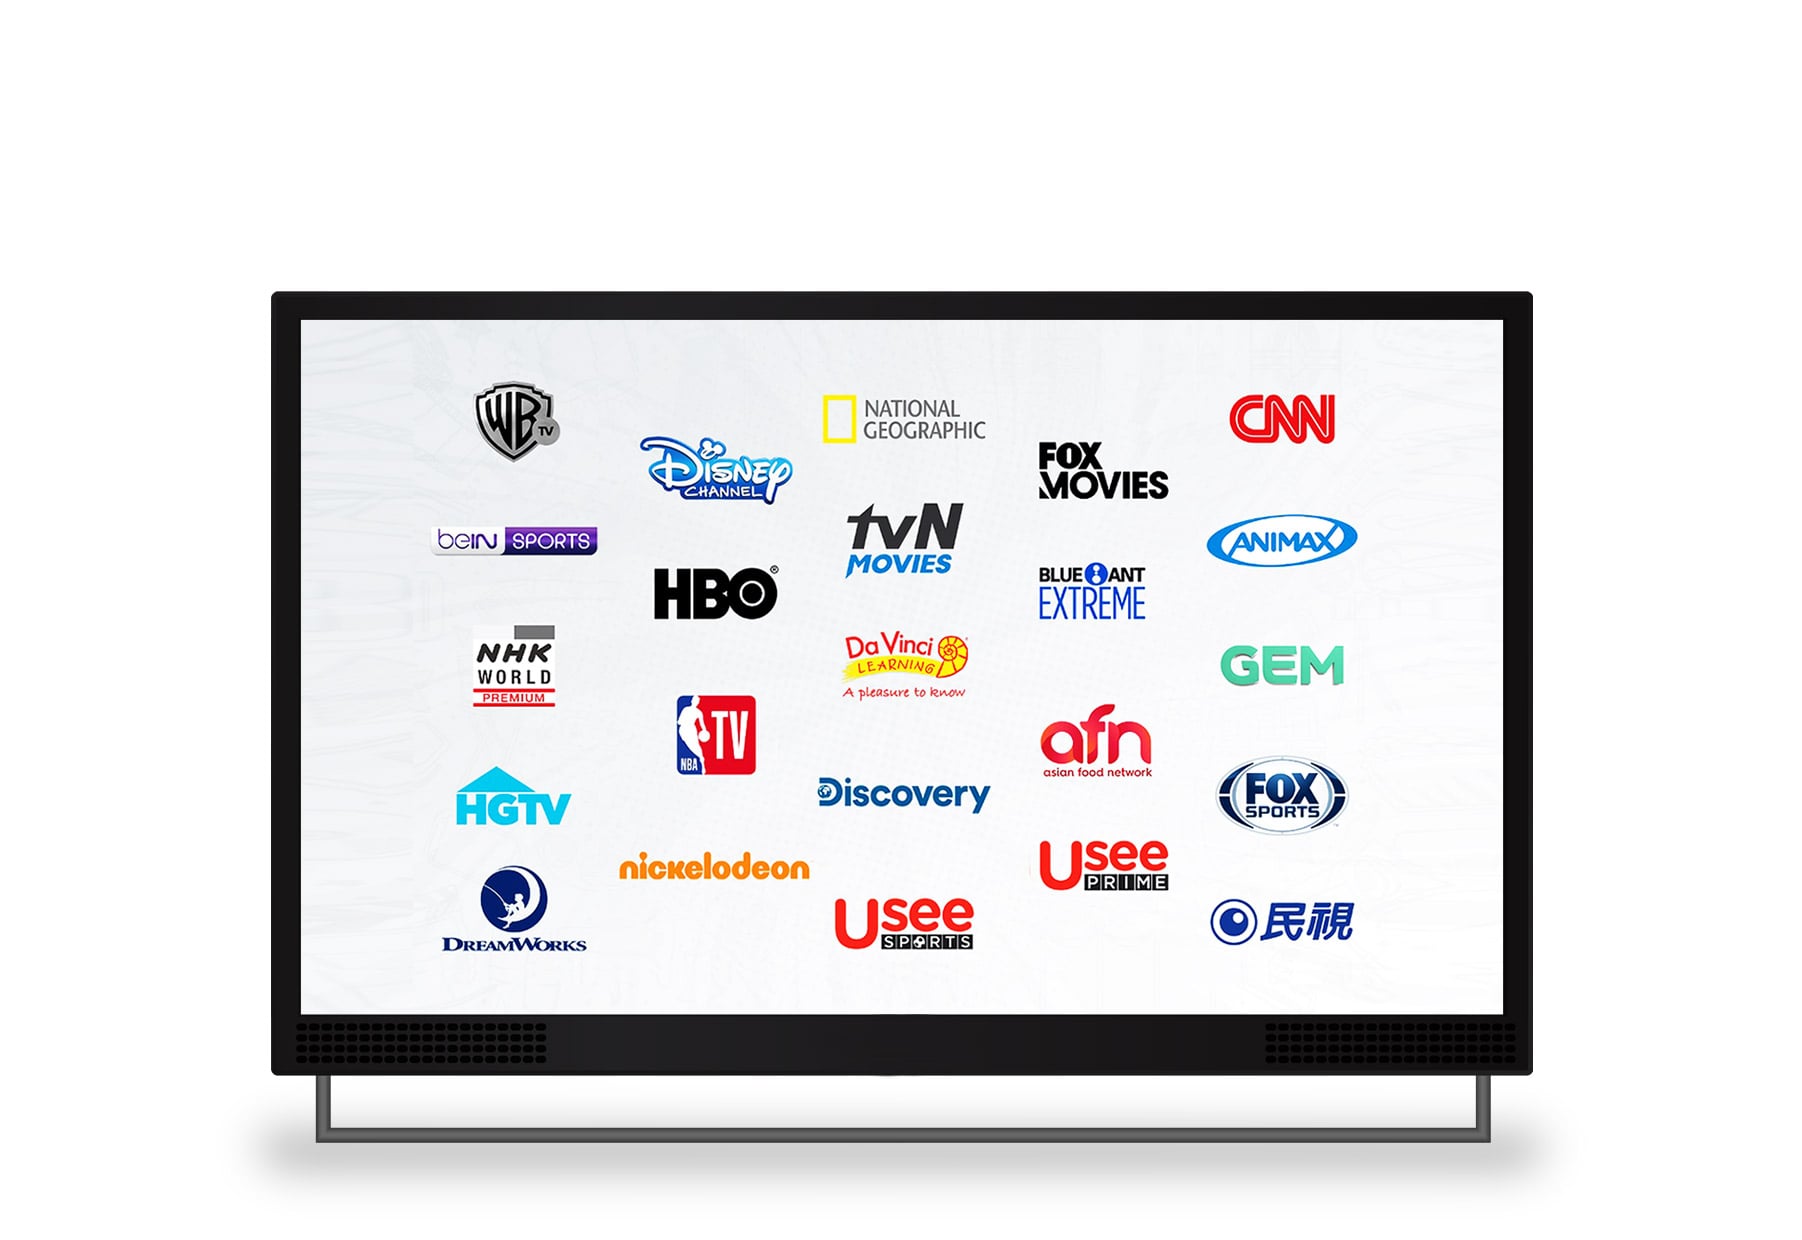 WB TV
beIN SPORTS
NHK
WORLD
PREMIUM
HGTV
DREAMWORKS
DISNEY
CHANNEL
HBO®
NBA TV
nickelodeon
NATIONAL
GEOGRAPHIC
tvN
MOVIES
Da Vinci
LEARNING
A pleasure to know
Discovery
Usee
SPORTS
FOX
MOVIES
BLUE ANT
EXTREME
afn
asian food network
Usee
PRIME
CNN
ANIMAX
GEM
FOX
SPORTS
民視